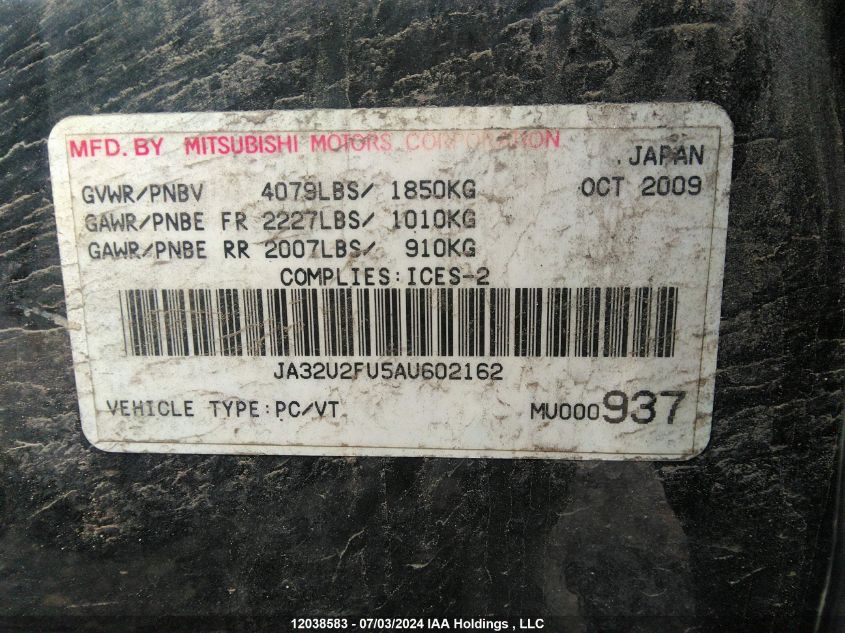 MFD. BY MITSUBISHI MOTORS CORPORATION
JAPAN
GVWR/PNBV 4079LBS/ 1850KG OCT 2009
GAWR/PNBE FR 2227LBS/ 1010KG
GAWR/PNBE RR 2007LBS/ 910KG
COMPLIES:ICES-2
JA32U2FU5AU602162
VEHICLE TYPE:PC/VT MU000937
12038583 - 07/03/2024 IAA Holdings , LLC